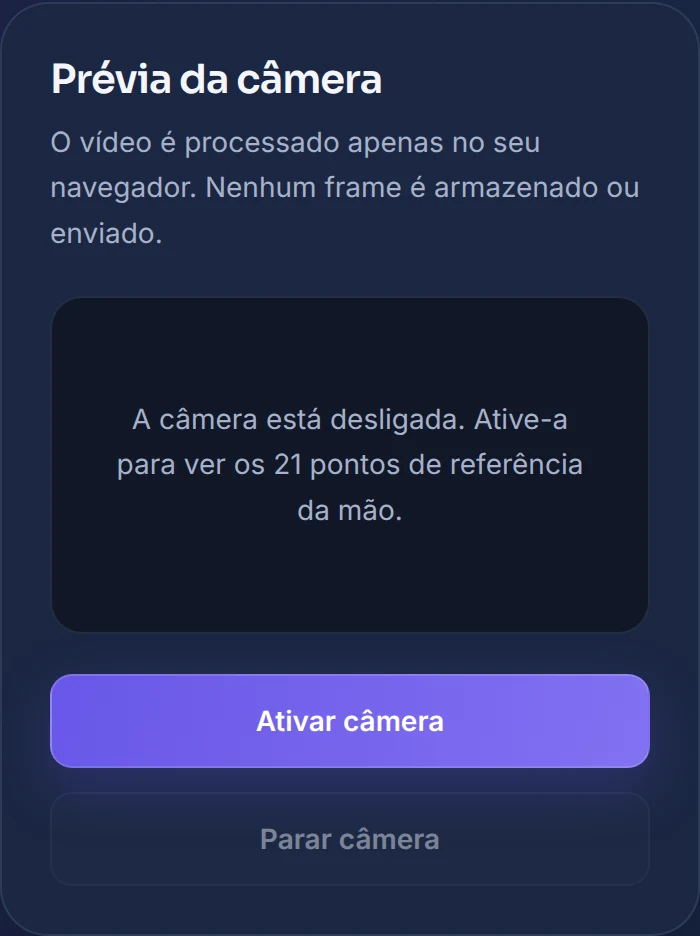 Prévia da câmera
O vídeo é processado apenas no seu
navegador. Nenhum frame é armazenado ou
enviado.
A câmera está desligada. Ative-a
para ver os 21 pontos de referência
da mão.
Ativar câmera
Parar câmera